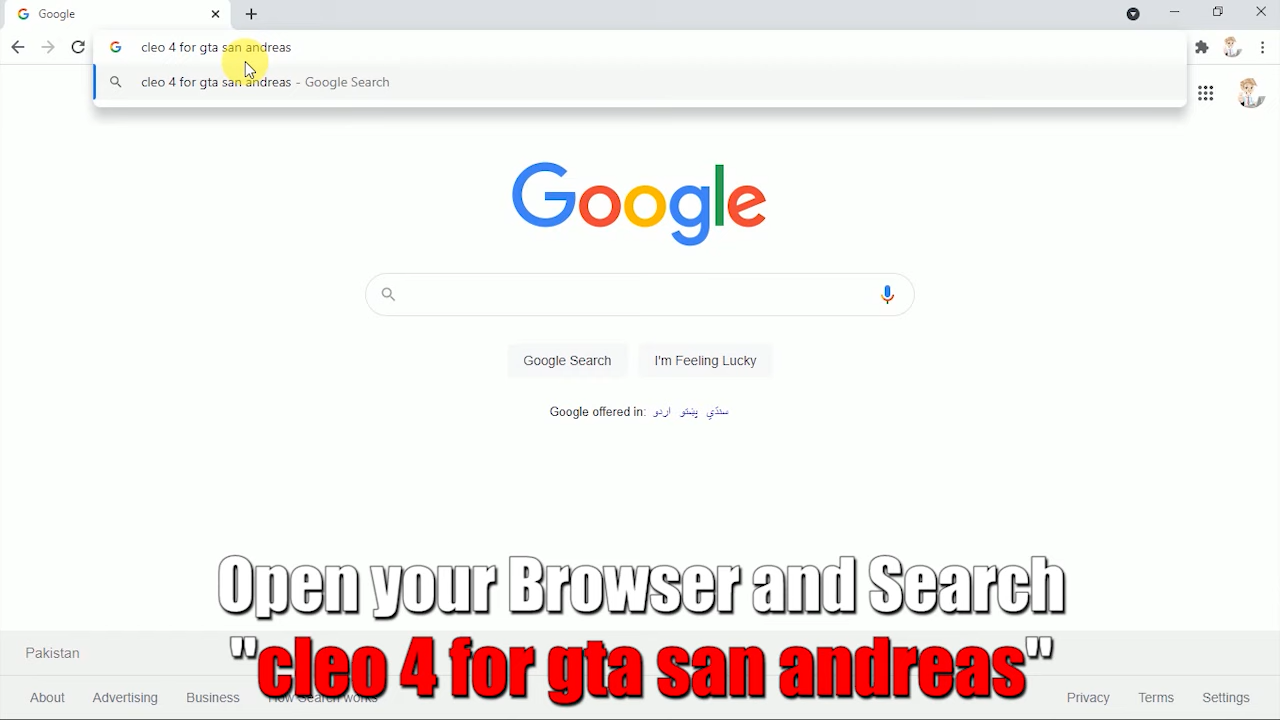 Google
cleo 4 for gta san andreas
cleo 4 for gta san andreas - Google Search
Google
Google Search
I'm Feeling Lucky
Google offered in: اردو پښتو سنڌي
Open your Browser and Search
"cleo 4 for gta san andreas"
Pakistan
About
Advertising
Business
How Search works
Privacy
Terms
Settings